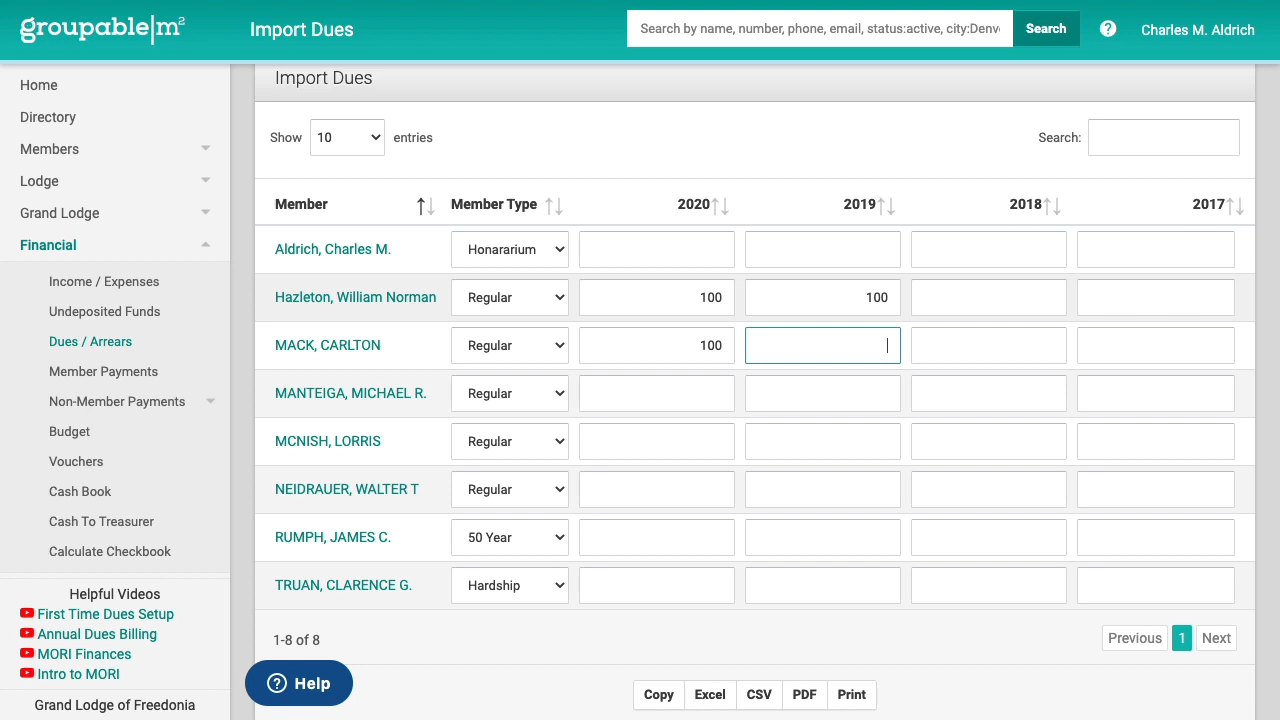 groupable|m²
Import Dues
Search by name, number, phone, email, status:active, city:Denv
Search
Charles M. Aldrich
Home
Directory
Members
Lodge
Grand Lodge
Financial
Income / Expenses
Undeposited Funds
Dues / Arrears
Member Payments
Non-Member Payments
Budget
Vouchers
Cash Book
Cash To Treasurer
Calculate Checkbook
Helpful Videos
First Time Dues Setup
Annual Dues Billing
MORI Finances
Intro to MORI
Grand Lodge of Freedonia
Import Dues
Show 10 entries
Search:
Member Member Type 2020 2019 2018 2017
Aldrich, Charles M. Honararium
Hazleton, William Norman Regular 100 100
MACK, CARLTON Regular 100
MANTEIGA, MICHAEL R. Regular
MCNISH, LORRIS Regular
NEIDRAUER, WALTER T Regular
RUMPH, JAMES C. 50 Year
TRUAN, CLARENCE G. Hardship
1-8 of 8
Previous 1 Next
? Help
Copy Excel CSV PDF Print